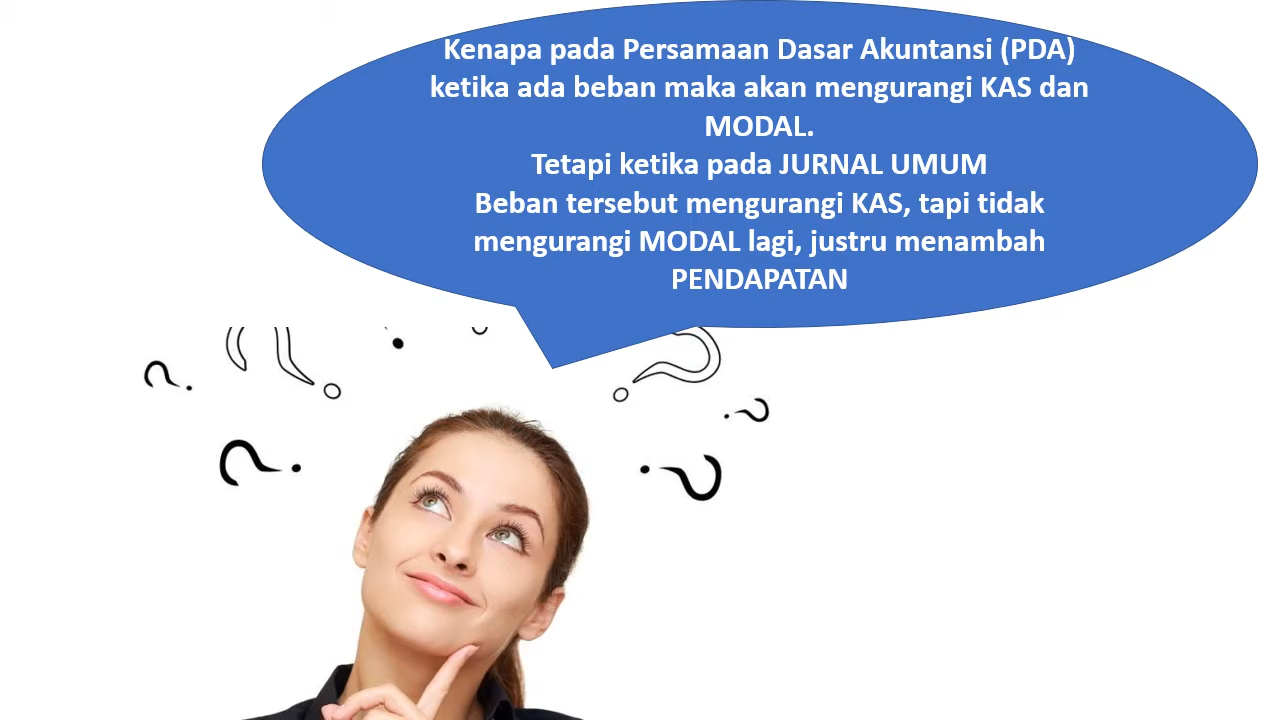 Kenapa pada Persamaan Dasar Akuntansi (PDA)
ketika ada beban maka akan mengurangi KAS dan
MODAL.
Tetapi ketika pada JURNAL UMUM
Beban tersebut mengurangi KAS, tapi tidak
mengurangi MODAL lagi, justru menambah
PENDAPATAN